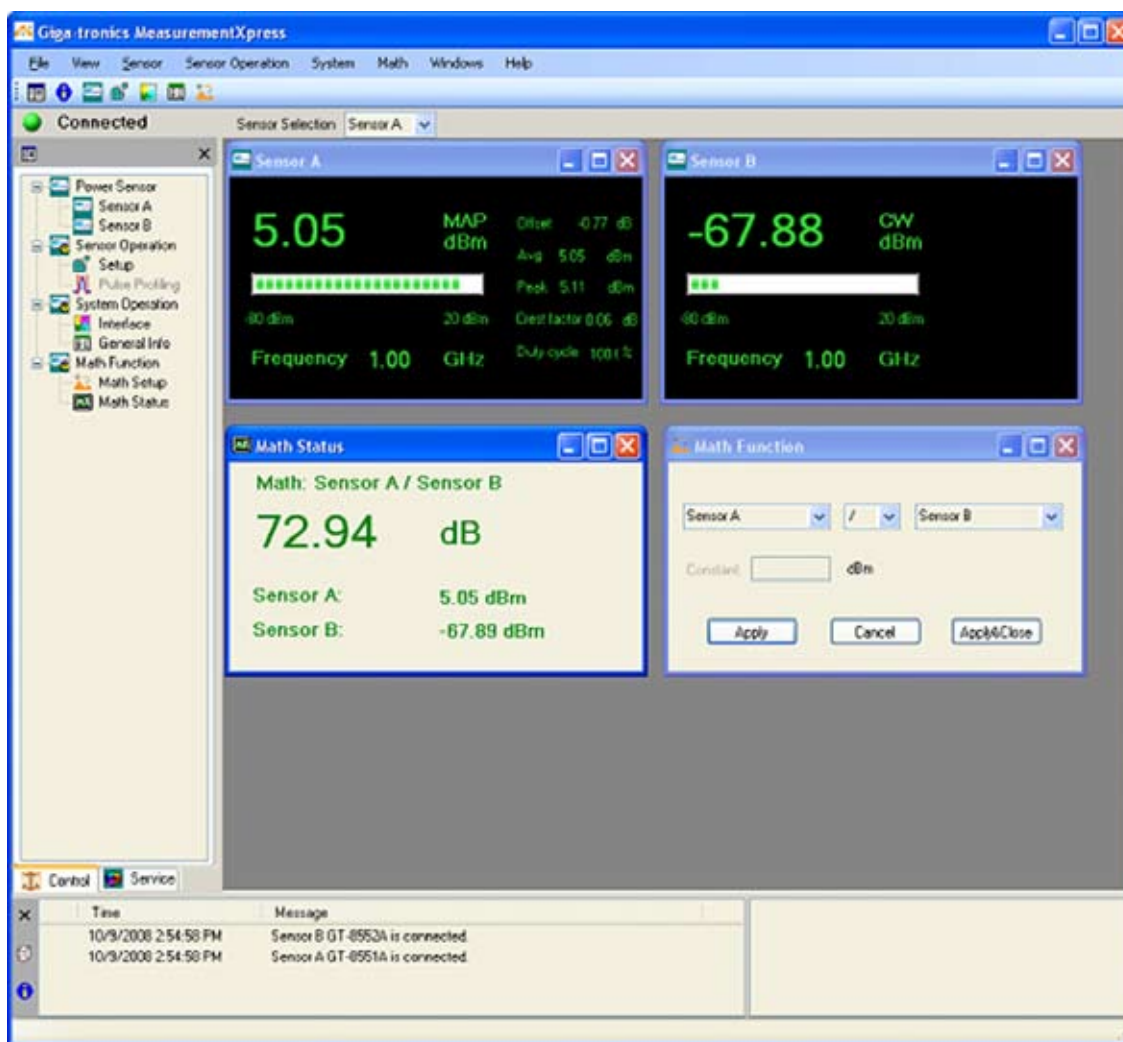 Giga-tronics MeasurementXpress
File View Sensor Sensor Operation System Math Windows Help
Connected
Sensor Selection Sensor A
Power Sensor
Sensor A
Sensor B
Sensor Operation
Setup
Pulse Profiling
System Operation
Interface
General Info
Math Function
Math Setup
Math Status
Control Service
Sensor A
5.05 MAP dBm
-80 dBm 20 dBm
Frequency 1.00 GHz
Offset -0.77 dB
Avg 5.05 dBm
Peak 5.11 dBm
Crest factor 0.06 dB
Duty cycle 100 %
Sensor B
-67.88 CW dBm
-80 dBm 20 dBm
Frequency 1.00 GHz
Math Status
Math: Sensor A / Sensor B
72.94 dB
Sensor A: 5.05 dBm
Sensor B: -67.89 dBm
Math Function
Sensor A / Sensor B
Constant dBm
Apply Cancel Apply&Close
Time Message
10/9/2008 2:54:58 PM Sensor B GT-8552A is connected.
10/9/2008 2:54:58 PM Sensor A GT-8551A is connected.